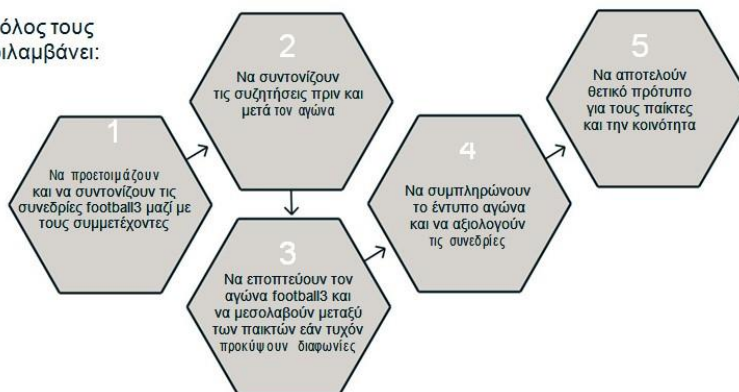 όλος τους
ιλαμβάνει:
1
Να προετοιμάζουν
και να συντονίζουν τις
συνεδρίες football3 μαζί με
τους συμμετέχοντες
2
Να συντονίζουν
τις συζητήσεις πριν και
μετά τον αγώνα
3
Να εποπτεύουν τον
αγώνα football3 και
να μεσολαβούν μεταξύ
των παικτών εάν τυχόν
προκύψουν διαφωνίες
4
Να συμπληρώνουν
το έντυπο αγώνα
και να αξιολογούν
τις συνεδρίες
5
Να αποτελούν
θετικό πρότυπο
για τους παίκτες
και την κοινότητα